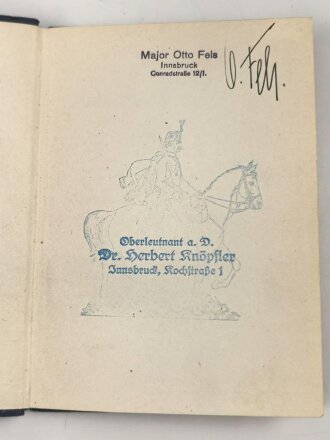 Major Otto Fels
Innsbruck
Conradstraße 12/I.
O. Fels.
Oberleutnant a. D.
Dr. Herbert Knöpfler
Innsbruck, Kochstraße 1